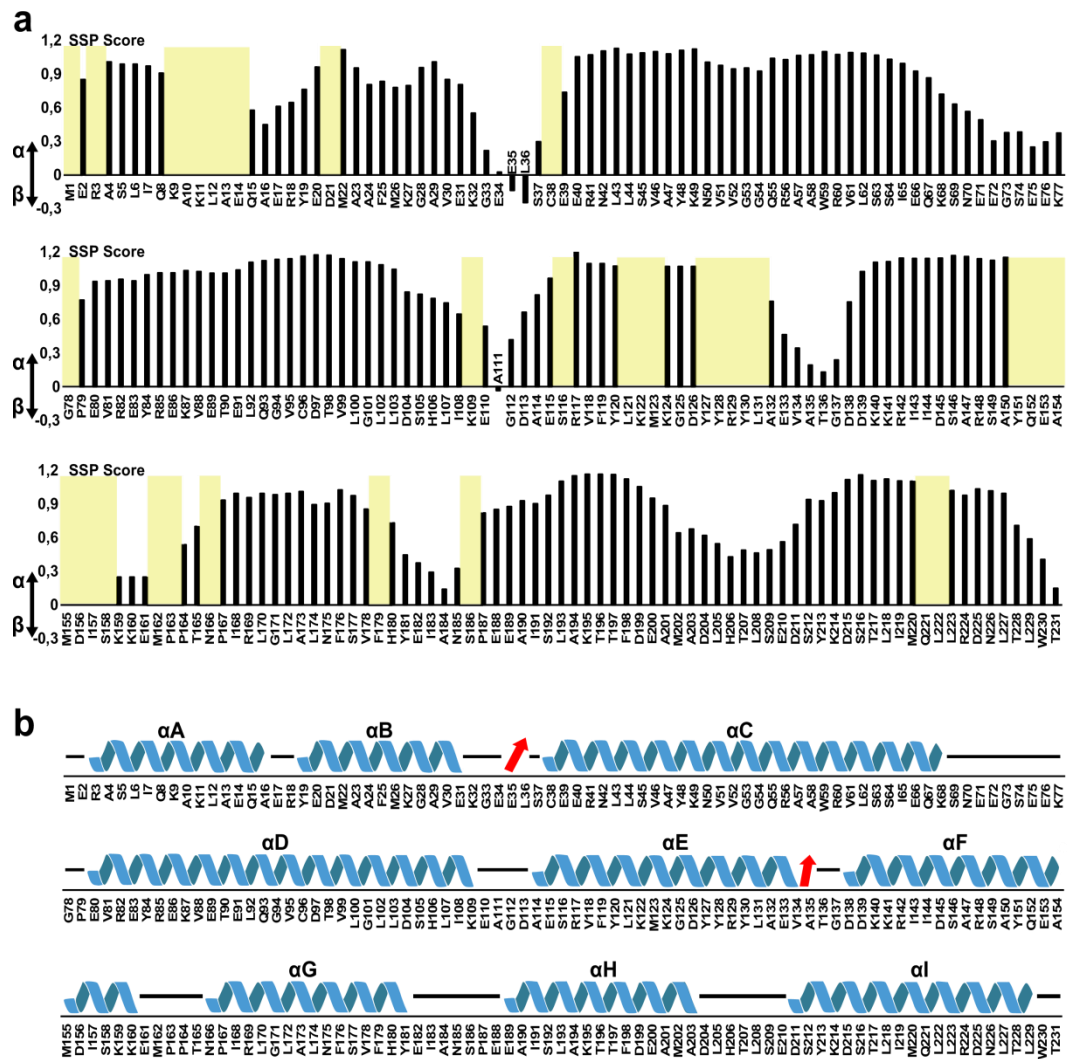 a
SSP Score
1,2
0,9
0,6
0,3
0
-0,3
α
β
E35 L36
M1 E2 R3 A4 S5 L6 I7 Q8 K9 A10 K11 L12 A13 E14 Q15 A16 E17 R18 Y19 E20 D21 M22 A23 A24 F25 M26 K27 G28 A29 V30 E31 K32 G33 E34 S37 C38 E39 E40 R41 N42 L43 L44 S45 V46 A47 Y48 K49 N50 V51 V52 G53 G54 Q55 R56 A57 A58 W59 R60 V61 L62 S63 S64 I65 E66 Q67 K68 S69 N70 E71 E72 G73 S74 E75 E76 K77
SSP Score
1,2
0,9
0,6
0,3
0
-0,3
α
β
A111
G78 P79 E80 V81 R82 E83 Y84 R85 E86 K87 V88 E89 T90 E91 L92 Q93 G94 V95 C96 D97 T98 V99 L100 G101 L102 L103 D104 S105 H106 L107 I108 K109 E110 G112 D113 A114 E115 S116 R117 V118 F119 Y120 L121 K122 M123 K124 G125 D126 Y127 Y128 R129 Y130 L131 A132 E133 V134 A135 T136 G137 D138 D139 K140 K141 R142 I143 I144 D145 S146 A147 R148 S149 A150 Y151 Q152 E153 A154
SSP Score
1,2
0,9
0,6
0,3
0
-0,3
α
β
M155 D156 I157 S158 K159 K160 E161 M162 P163 P164 T165 N166 P167 I168 R169 L170 G171 L172 A173 L174 N175 F176 S177 V178 F179 H180 Y181 E182 I183 A184 N185 S186 P187 E188 E189 A190 I191 S192 L193 A194 K195 T196 T197 F198 D199 E200 A201 M202 A203 D204 L205 H206 T207 L208 S209 E210 D211 S212 Y213 K214 D215 S216 T217 L218 I219 M220 Q221 L222 L223 R224 D225 N226 L227 T228 L229 W230 T231
b
αA αB αC
M1 E2 R3 A4 S5 L6 I7 Q8 K9 A10 K11 L12 A13 E14 Q15 A16 E17 R18 Y19 E20 D21 M22 A23 A24 F25 M26 K27 G28 A29 V30 E31 K32 G33 E34 E35 L36 S37 C38 E39 E40 R41 N42 L43 L44 S45 V46 A47 Y48 K49 N50 V51 V52 G53 G54 Q55 R56 A57 A58 W59 R60 V61 L62 S63 S64 I65 E66 Q67 K68 S69 N70 E71 E72 G73 S74 E75 E76 K77
αD αE αF
G78 P79 E80 V81 R82 E83 Y84 R85 E86 K87 V88 E89 T90 E91 L92 Q93 G94 V95 C96 D97 T98 V99 L100 G101 L102 L103 D104 S105 H106 L107 I108 K109 E110 A111 G112 D113 A114 E115 S116 R117 V118 F119 Y120 L121 K122 M123 K124 G125 D126 Y127 Y128 R129 Y130 L131 A132 E133 V134 A135 T136 G137 D138 D139 K140 K141 R142 I143 I144 D145 S146 A147 R148 S149 A150 Y151 Q152 E153 A154
αG αH αI
M155 D156 I157 S158 K159 K160 E161 M162 P163 P164 T165 N166 P167 I168 R169 L170 G171 L172 A173 L174 N175 F176 S177 V178 F179 H180 Y181 E182 I183 A184 N185 S186 P187 E188 E189 A190 I191 S192 L193 A194 K195 T196 T197 F198 D199 E200 A201 M202 A203 D204 L205 H206 T207 L208 S209 E210 D211 S212 Y213 K214 D215 S216 T217 L218 I219 M220 Q221 L222 L223 R224 D225 N226 L227 T228 L229 W230 T231